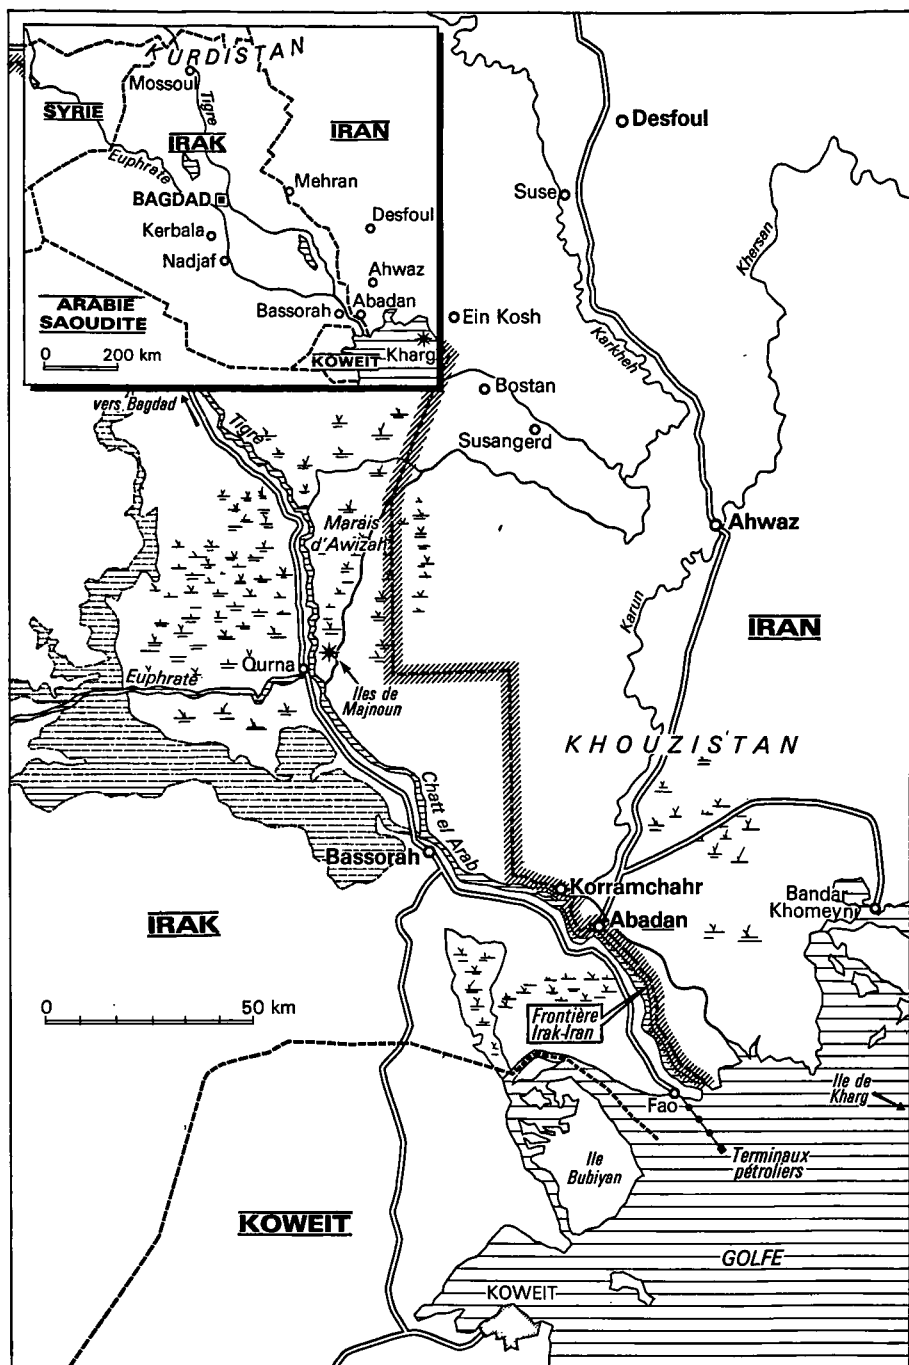 KURDISTAN
Mossoul
SYRIE
Tigre
IRAK
IRAN
Euphrate
Mehran
BAGDAD
Kerbala
Desfoul
Nadjaf
Ahwaz
ARABIE
SAOUDITE
Bassorah
Abadan
0 200 km
KOWEIT
Kharg
Desfoul
Suse
Khersan
Ein Kosh
Karkheh
Bostan
Susangerd
vers Bagdad
Tigre
Marais
d'Awizah
Ahwaz
Karun
IRAN
Qurna
Euphrate
Iles de
Majnoun
KHOUZISTAN
Chatt el Arab
Bassorah
Korramchahr
Abadan
Bandar
Khomeyni
IRAK
0 50 km
Frontière
Irak-Iran
Ile de
Kharg
Fao
Ile
Bubiyan
Terminaux
pétroliers
KOWEIT
GOLFE
KOWEIT